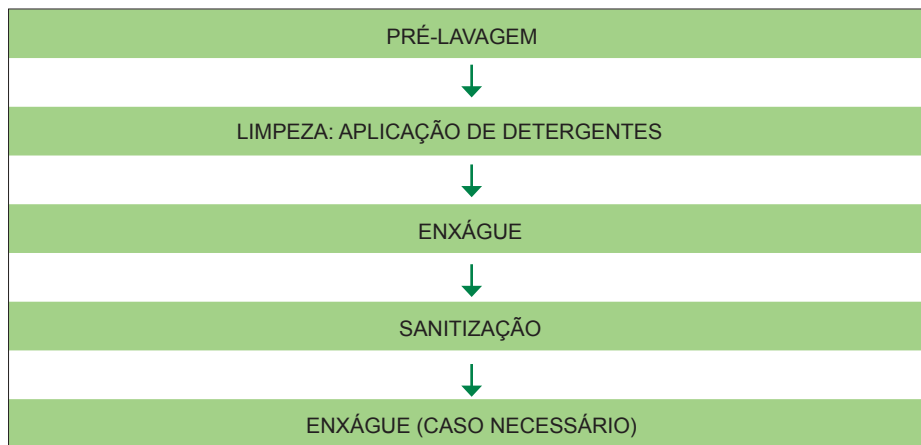 PRÉ-LAVAGEM
LIMPEZA: APLICAÇÃO DE DETERGENTES
ENXÁGUE
SANITIZAÇÃO
ENXÁGUE (CASO NECESSÁRIO)